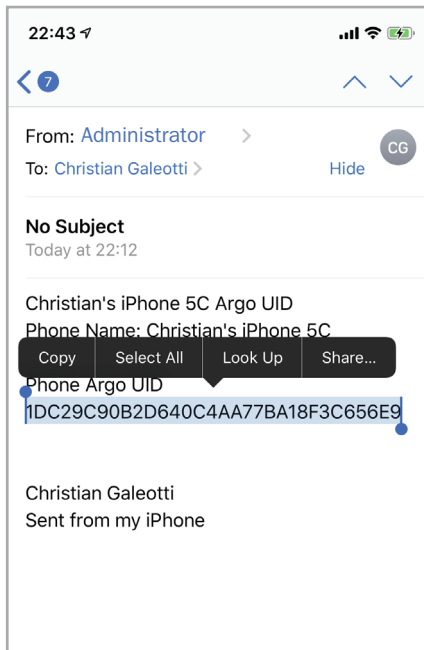 22:43
7
From: Administrator
CG
To: Christian Galeotti
Hide
No Subject
Today at 22:12
Christian's iPhone 5C Argo UID
Phone Name: Christian's iPhone 5C
Copy Select All Look Up Share...
Phone Argo UID
1DC29C90B2D640C4AA77BA18F3C656E9
Christian Galeotti
Sent from my iPhone